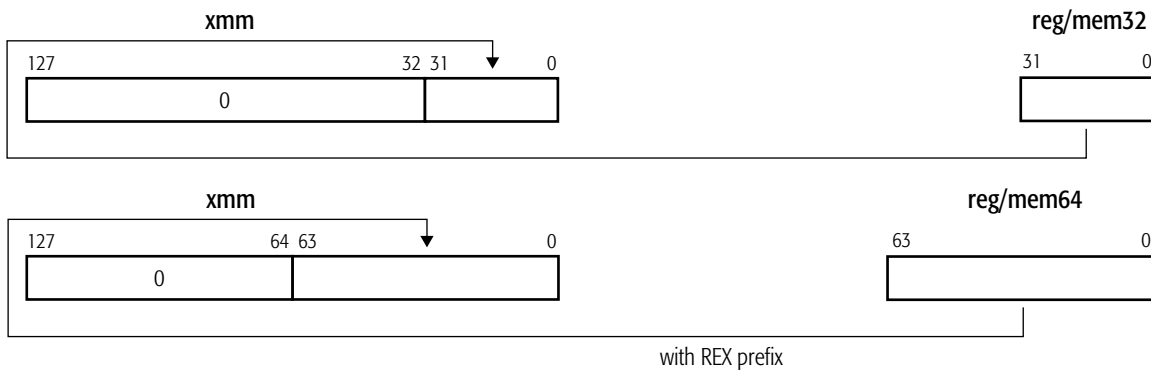 xmm reg/mem32
127 32 31 0 31 0
0
xmm reg/mem64
127 64 63 0 63 0
0
with REX prefix